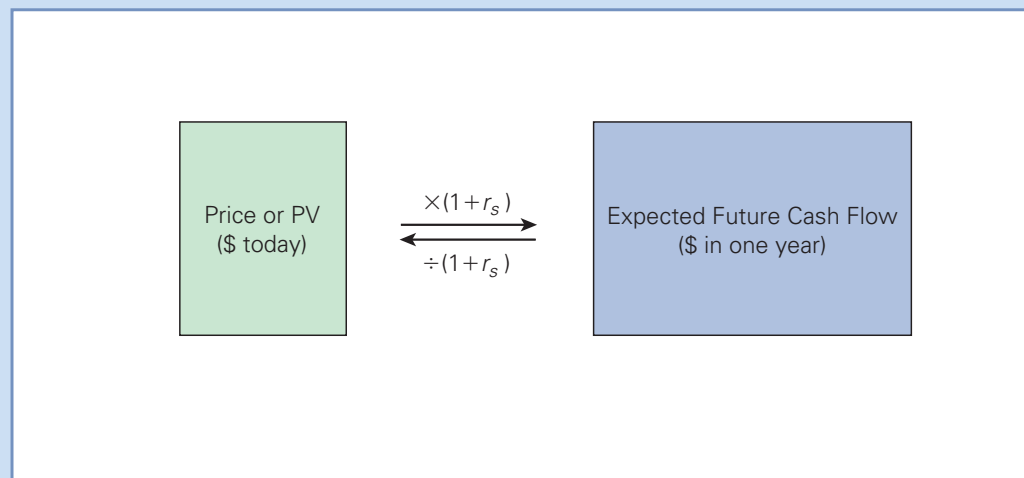 Price or PV
($ today)
×(1+rₛ)
÷(1+rₛ)
Expected Future Cash Flow
($ in one year)